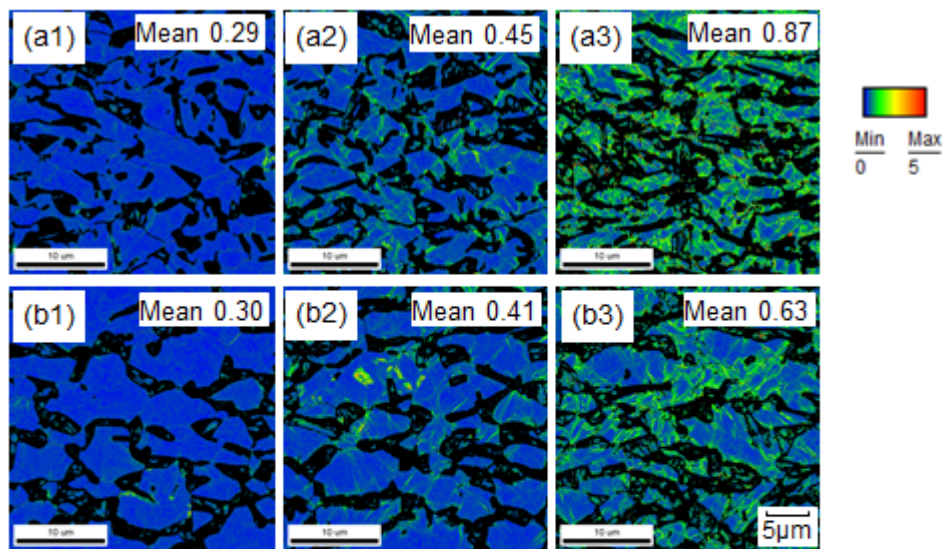 (a1) Mean 0.29
(a2) Mean 0.45
(a3) Mean 0.87
Min Max
0 5
10 μm
10 μm
10 μm
(b1) Mean 0.30
(b2) Mean 0.41
(b3) Mean 0.63
5μm
10 μm
10 μm
10 μm